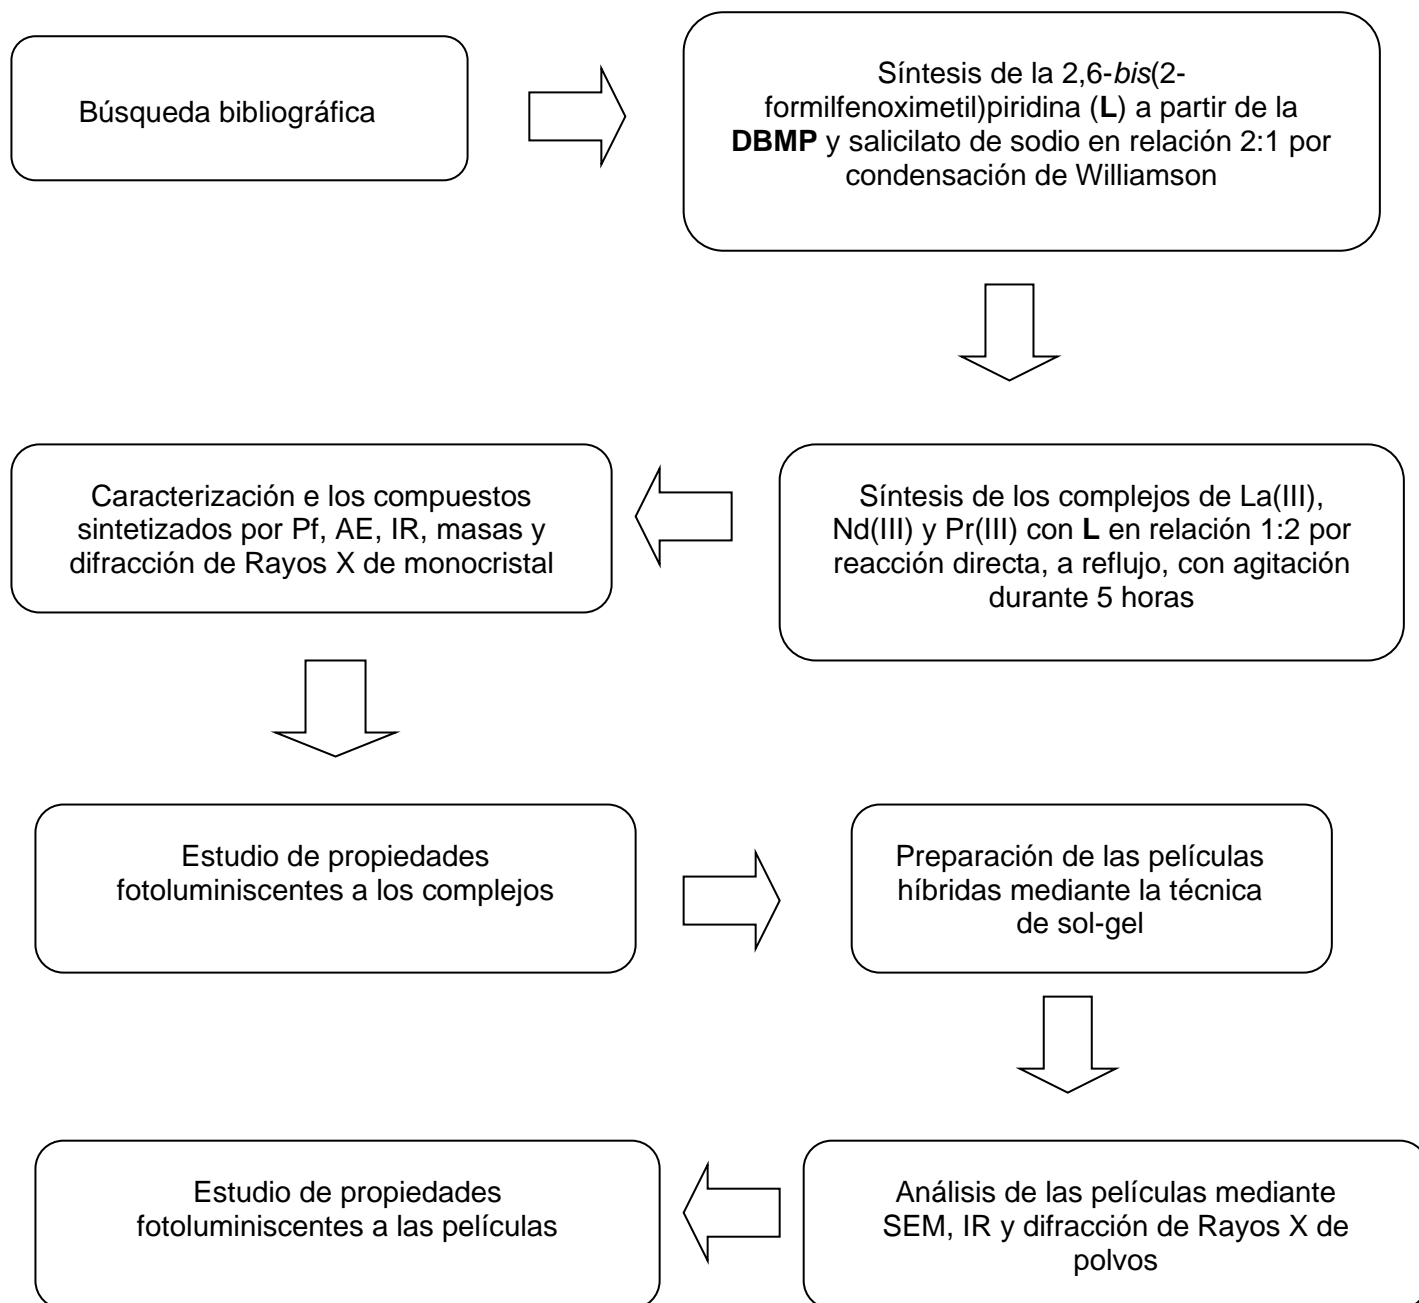 Búsqueda bibliográfica
Síntesis de la 2,6-bis(2-
formilfenoximetil)piridina (L) a partir de la
DBMP y salicilato de sodio en relación 2:1 por
condensación de Williamson
Síntesis de los complejos de La(III),
Nd(III) y Pr(III) con L en relación 1:2 por
reacción directa, a reflujo, con agitación
durante 5 horas
Caracterización e los compuestos
sintetizados por Pf, AE, IR, masas y
difracción de Rayos X de monocristal
Estudio de propiedades
fotoluminiscentes a los complejos
Preparación de las películas
híbridas mediante la técnica
de sol-gel
Análisis de las películas mediante
SEM, IR y difracción de Rayos X de
polvos
Estudio de propiedades
fotoluminiscentes a las películas